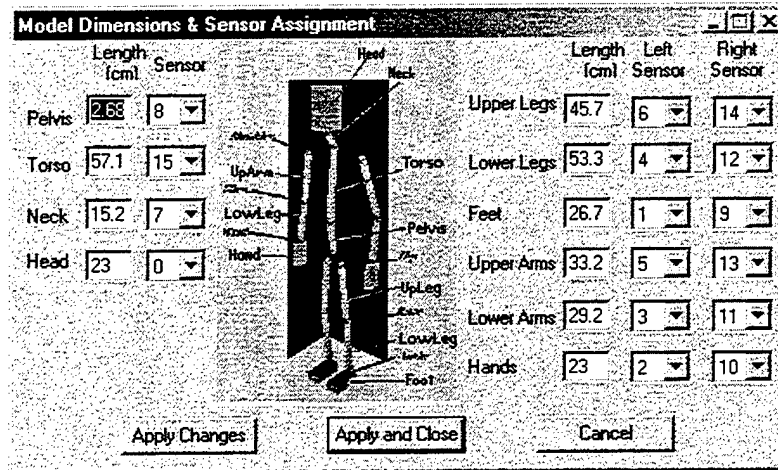 Model Dimensions & Sensor Assignment
Length (cm) Sensor
Pelvis 2.68 8
Torso 57.1 15
Neck 15.2 7
Head 23 0
Head
Neck
UpArm
Torso
LowLeg
Pelvis
Hand
UpLeg
LowLeg
Foot
Length (cm) Left Sensor Right Sensor
Upper Legs 45.7 6 14
Lower Legs 53.3 4 12
Feet 26.7 1 9
Upper Arms 33.2 5 13
Lower Arms 29.2 3 11
Hands 23 2 10
Apply Changes
Apply and Close
Cancel